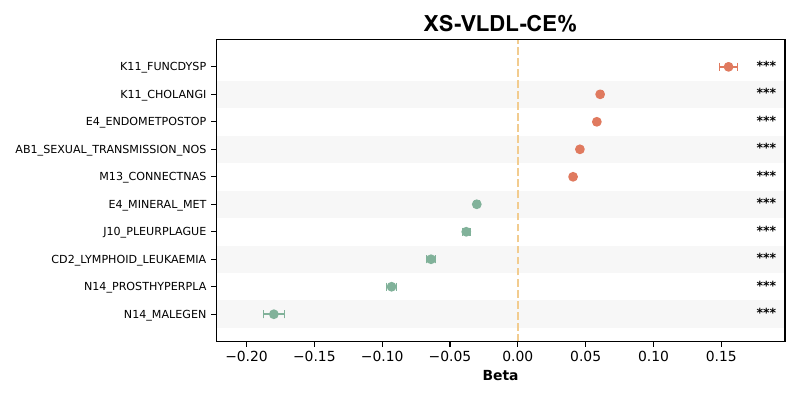 XS-VLDL-CE%
K11_FUNCDYSP ***
K11_CHOLANGI ***
E4_ENDOMETPOSTOP ***
AB1_SEXUAL_TRANSMISSION_NOS ***
M13_CONNECTNAS ***
E4_MINERAL_MET ***
J10_PLEURPLAGUE ***
CD2_LYMPHOID_LEUKAEMIA ***
N14_PROSTHYPERPLA ***
N14_MALEGEN ***
−0.20 −0.15 −0.10 −0.05 0.00 0.05 0.10 0.15
Beta